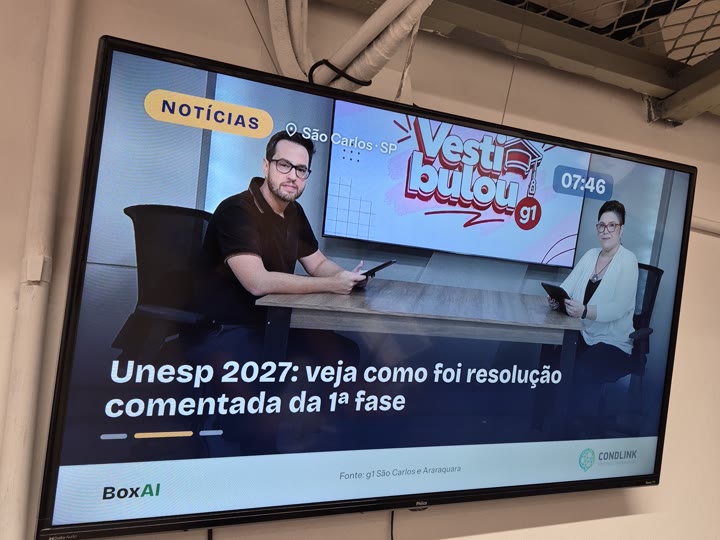 NOTÍCIAS
São Carlos · SP
Vesti
bulou
g1
07:46
Unesp 2027: veja como foi resolução
comentada da 1ª fase
BoxAI
Fonte: g1 São Carlos e Araraquara
CONDLINK
PHILCO